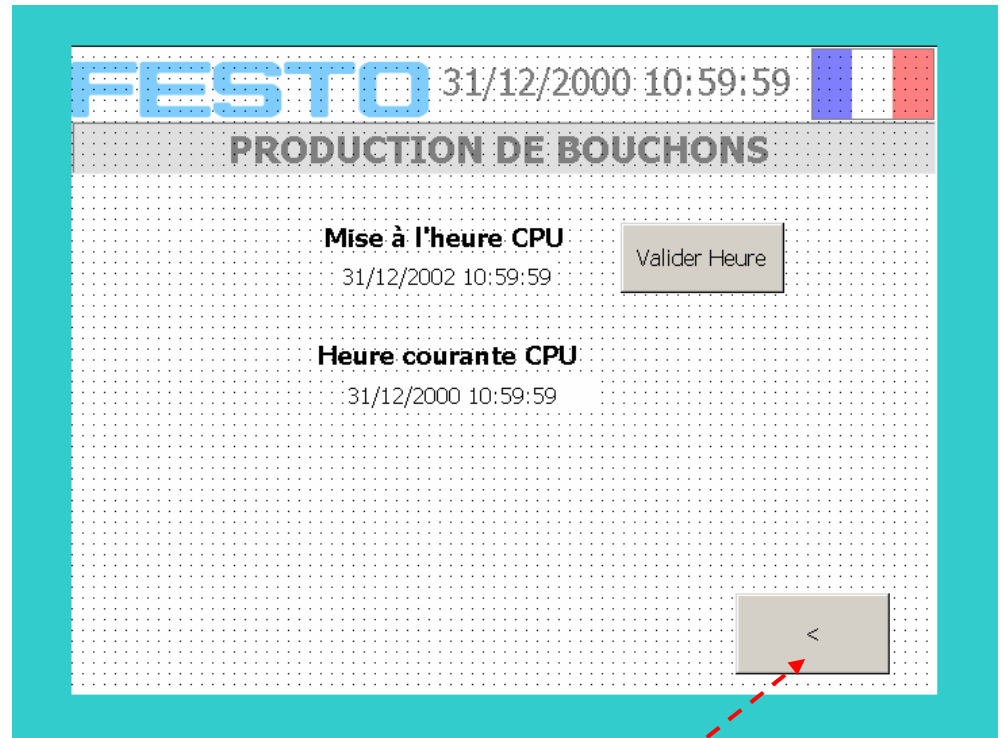 FESTO 31/12/2000 10:59:59
PRODUCTION DE BOUCHONS
Mise à l'heure CPU
31/12/2002 10:59:59
Valider Heure
Heure courante CPU
31/12/2000 10:59:59
<